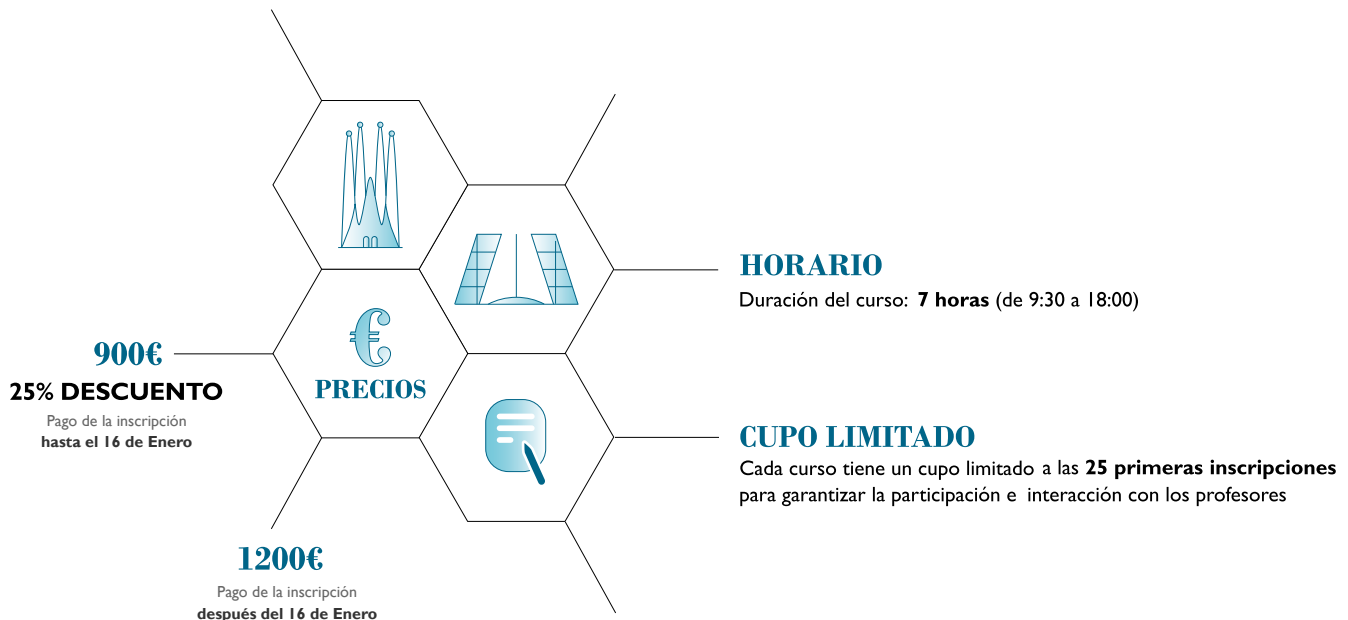 HORARIO
Duración del curso: 7 horas (de 9:30 a 18:00)
€
PRECIOS
900€
25% DESCUENTO
Pago de la inscripción
hasta el 16 de Enero
CUPO LIMITADO
Cada curso tiene un cupo limitado a las 25 primeras inscripciones
para garantizar la participación e interacción con los profesores
1200€
Pago de la inscripción
después del 16 de Enero